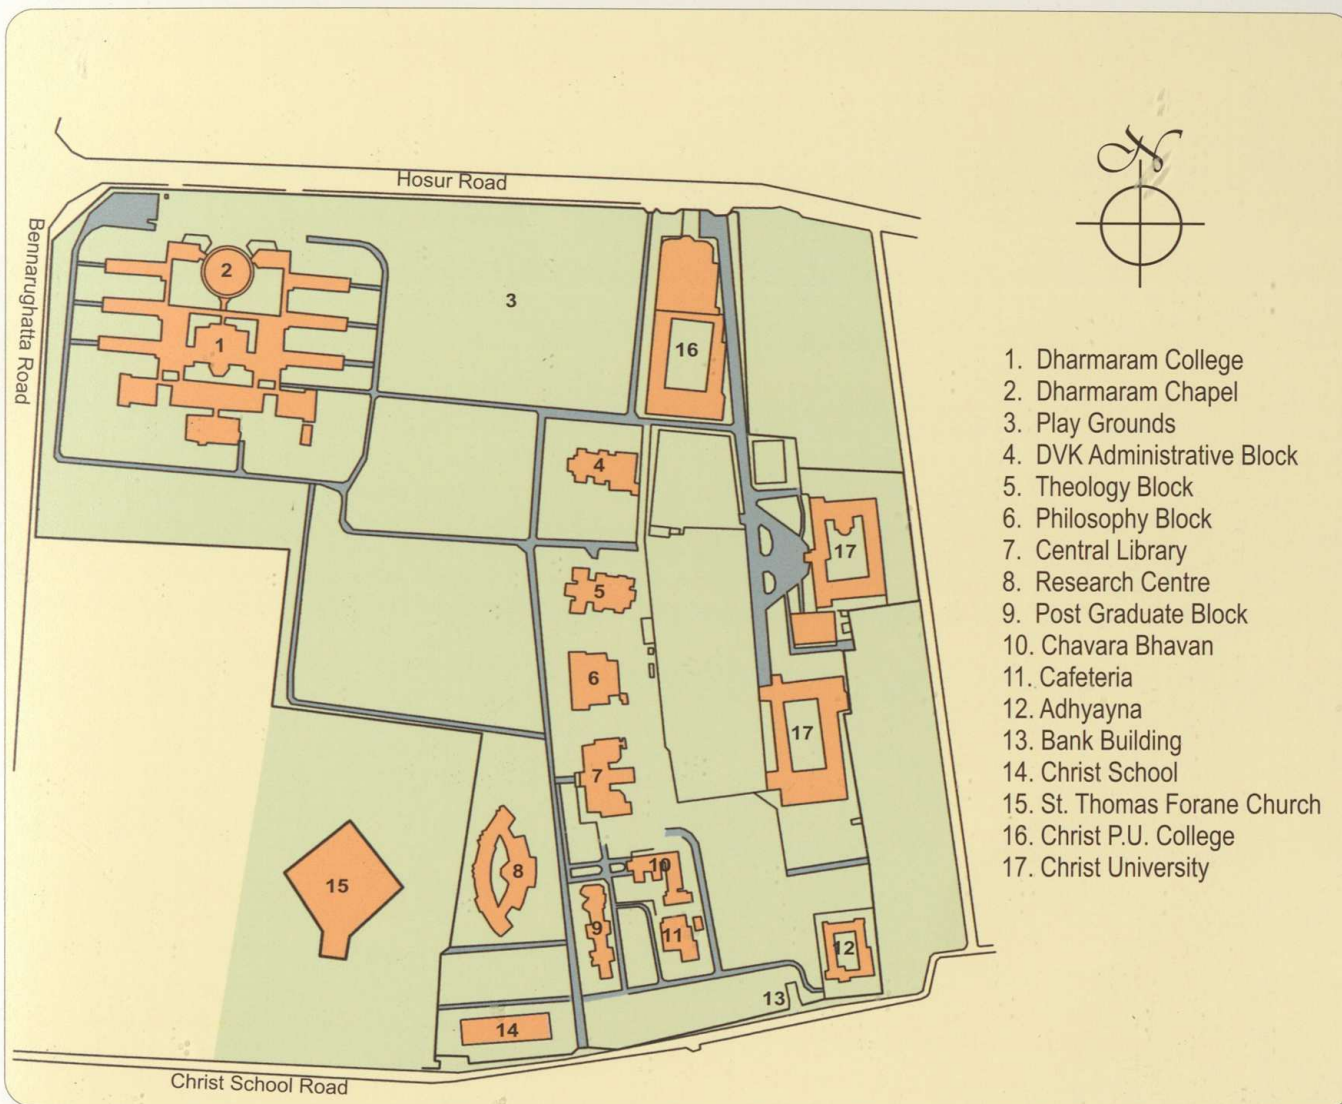 N
Hosur Road
Bennarughatta Road
2
3
1
16
4
17
5
6
17
7
10
8
15
9
11
12
13
14
Christ School Road
1. Dharmaram College
2. Dharmaram Chapel
3. Play Grounds
4. DVK Administrative Block
5. Theology Block
6. Philosophy Block
7. Central Library
8. Research Centre
9. Post Graduate Block
10. Chavara Bhavan
11. Cafeteria
12. Adhyayna
13. Bank Building
14. Christ School
15. St. Thomas Forane Church
16. Christ P.U. College
17. Christ University